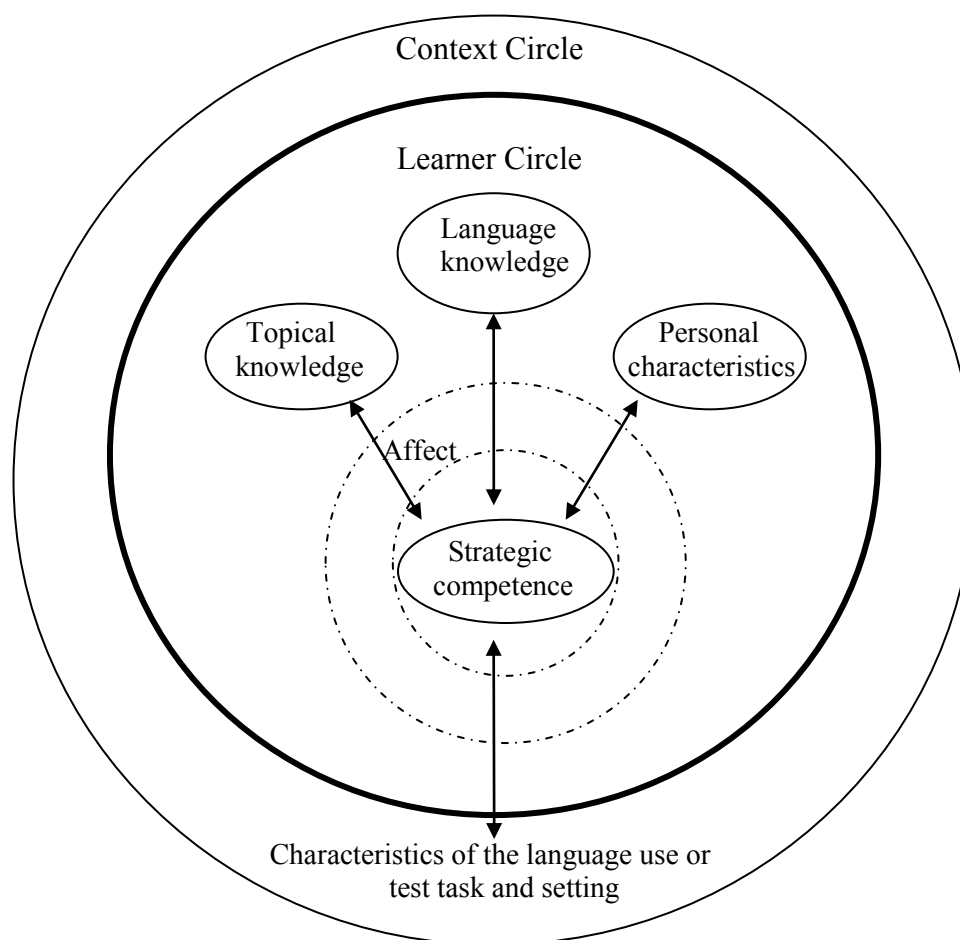 Context Circle
Learner Circle
Language
knowledge
Topical
knowledge
Personal
characteristics
Affect
Strategic
competence
Characteristics of the language use or
test task and setting